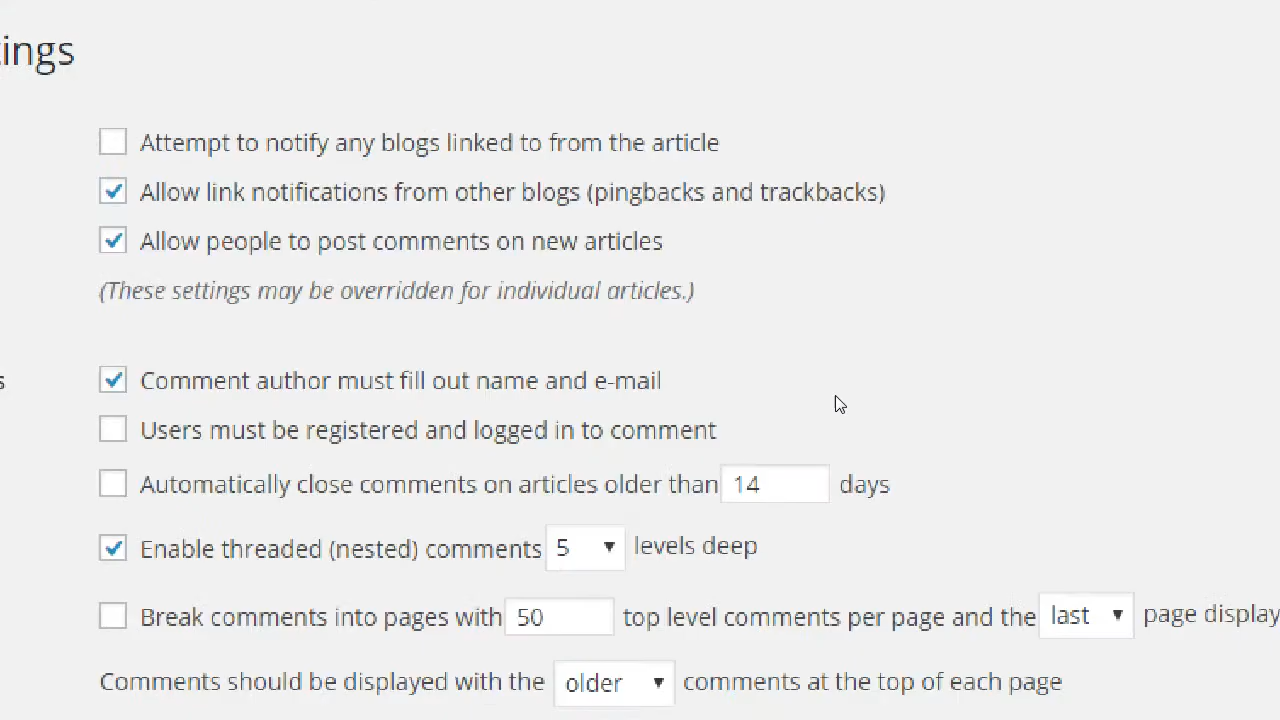 tings
Attempt to notify any blogs linked to from the article
Allow link notifications from other blogs (pingbacks and trackbacks)
Allow people to post comments on new articles
(These settings may be overridden for individual articles.)
s Comment author must fill out name and e-mail
Users must be registered and logged in to comment
Automatically close comments on articles older than 14 days
Enable threaded (nested) comments 5 levels deep
Break comments into pages with 50 top level comments per page and the last page display
Comments should be displayed with the older comments at the top of each page